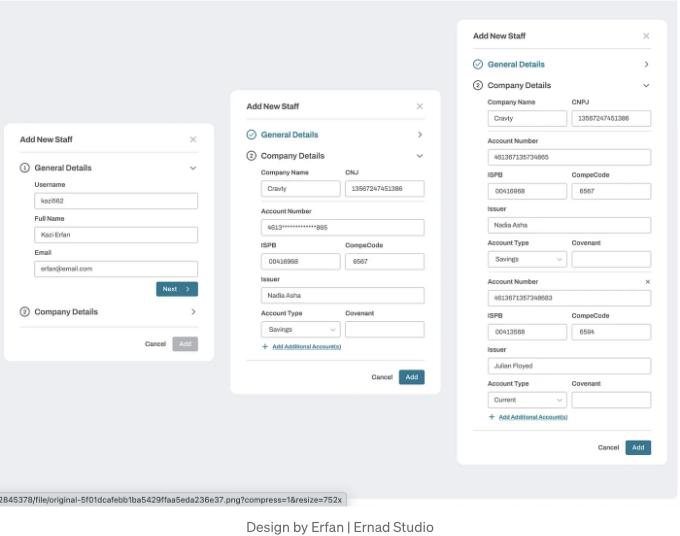 Add New Staff
1 General Details
Username
kazi562
Full Name
Kazi Erfan
Email
erfan@email.com
Next
2 Company Details
Cancel Add
Add New Staff
General Details
2 Company Details
Company Name CNJ
Cravty 13567247451386
Account Number
4613*************865
ISPB CompeCode
00416968 6567
Issuer
Nadia Asha
Account Type Covenant
Savings
+ Add Additional Account(s)
Cancel Add
Add New Staff
General Details
2 Company Details
Company Name CNPJ
Cravty 13567247451386
Account Number
461367135734865
ISPB CompeCode
00416968 6567
Issuer
Nadia Asha
Account Type Covenant
Savings
Account Number
4613671357348683
ISPB CompeCode
00413568 6594
Issuer
Julian Floyed
Account Type Covenant
Current
+ Add Additional Account(s)
Cancel Add
2845378/file/original-5f01dcafebb1ba5429ffaa5eda236e37.png?compress=1&resize=752x
Design by Erfan | Ernad Studio